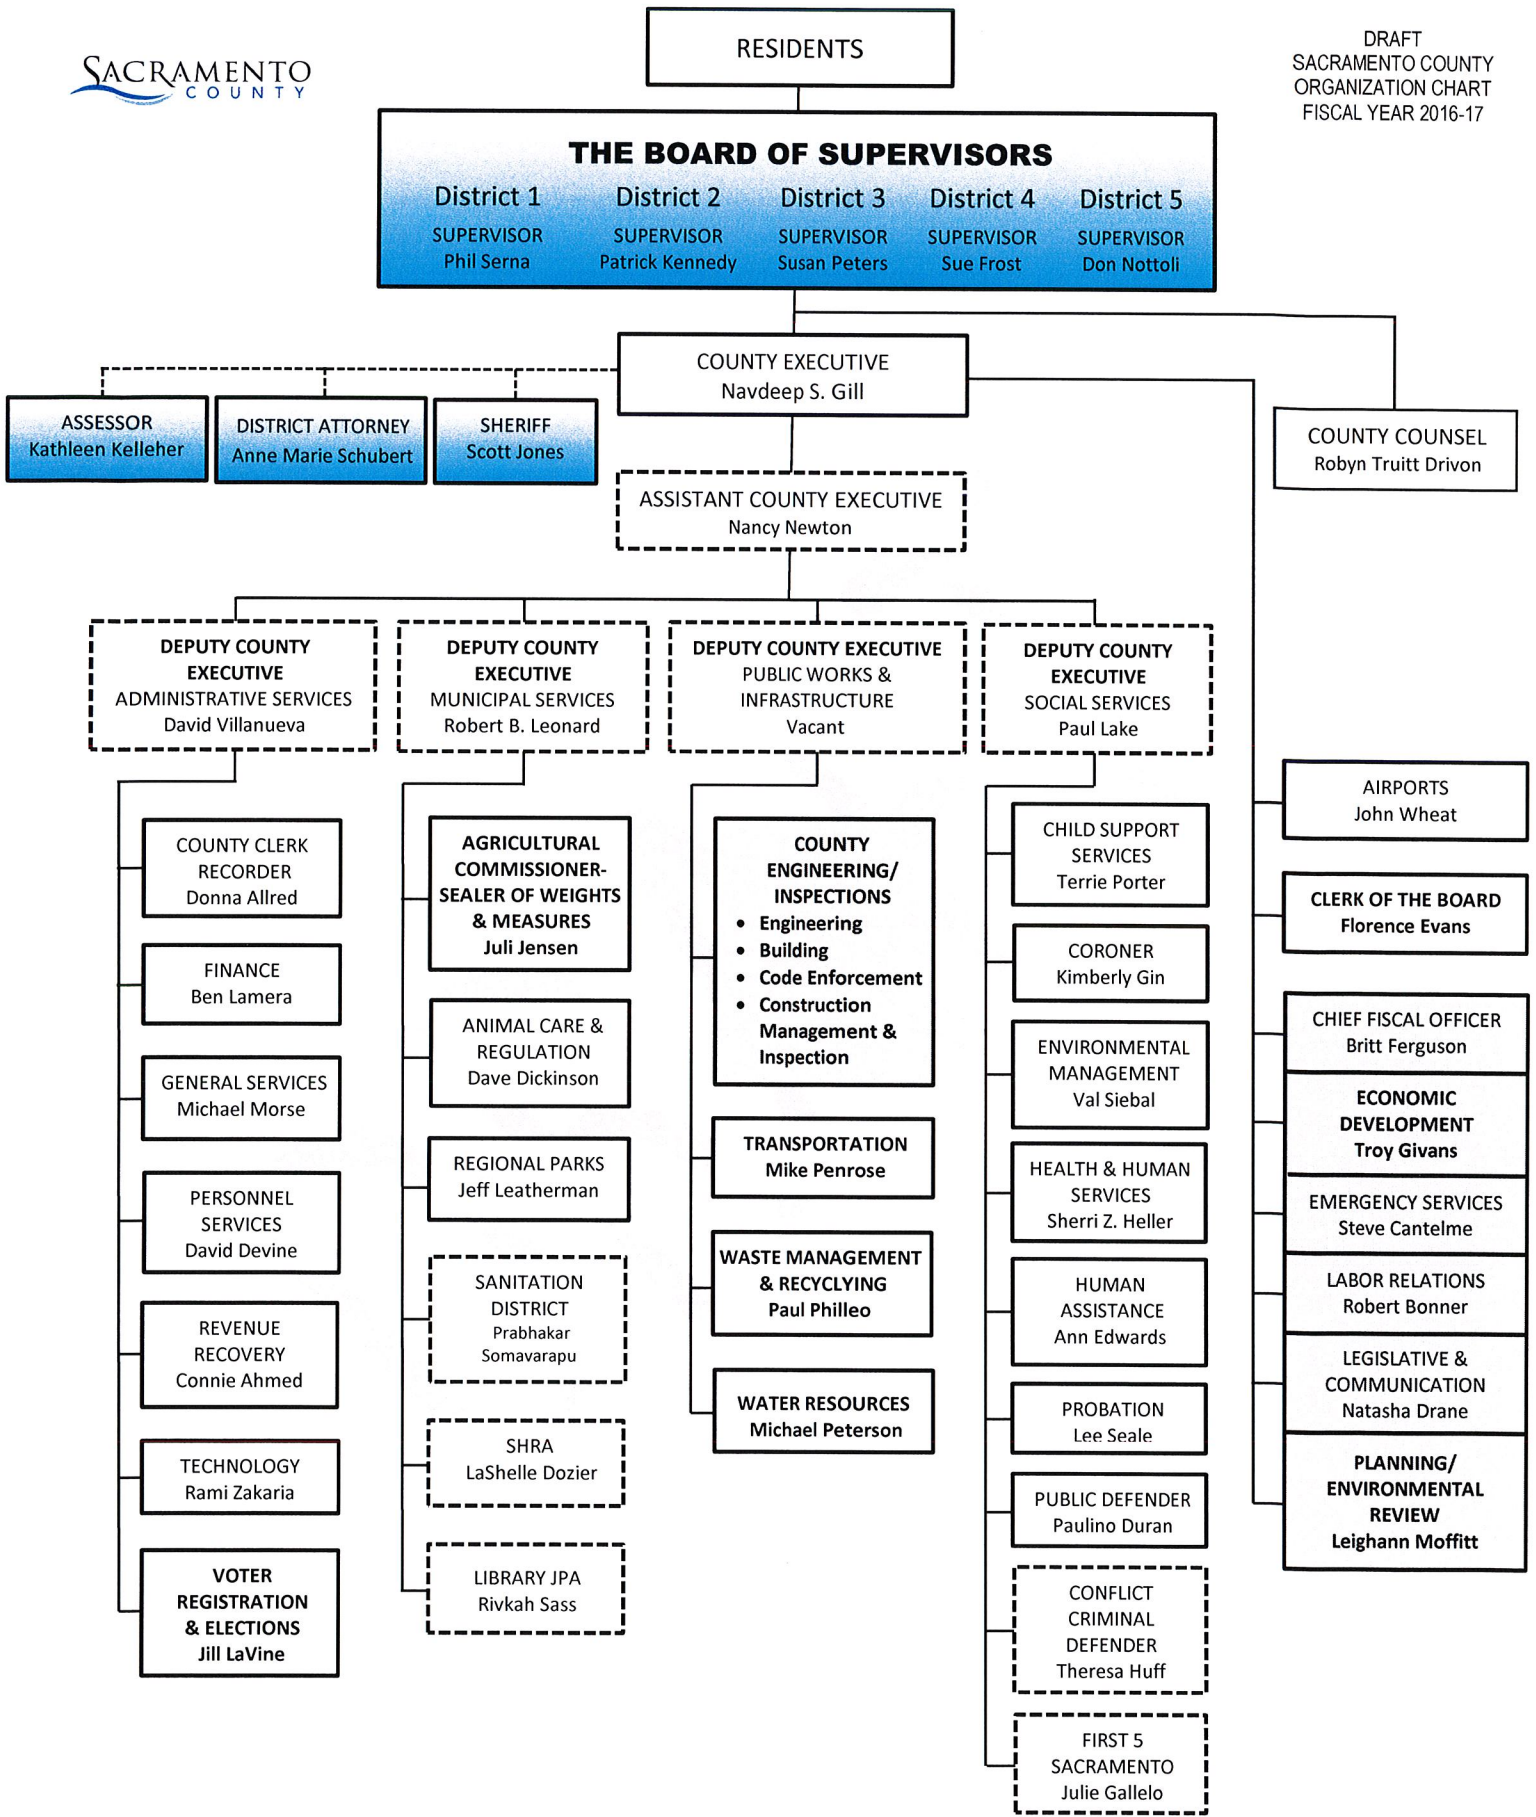 SACRAMENTO
COUNTY
DRAFT
SACRAMENTO COUNTY
ORGANIZATION CHART
FISCAL YEAR 2016-17
RESIDENTS
THE BOARD OF SUPERVISORS
District 1
SUPERVISOR
Phil Serna
District 2
SUPERVISOR
Patrick Kennedy
District 3
SUPERVISOR
Susan Peters
District 4
SUPERVISOR
Sue Frost
District 5
SUPERVISOR
Don Nottoli
COUNTY EXECUTIVE
Navdeep S. Gill
ASSESSOR
Kathleen Kelleher
DISTRICT ATTORNEY
Anne Marie Schubert
SHERIFF
Scott Jones
COUNTY COUNSEL
Robyn Truitt Drivon
ASSISTANT COUNTY EXECUTIVE
Nancy Newton
DEPUTY COUNTY
EXECUTIVE
ADMINISTRATIVE SERVICES
David Villanueva
COUNTY CLERK
RECORDER
Donna Allred
FINANCE
Ben Lamera
GENERAL SERVICES
Michael Morse
PERSONNEL
SERVICES
David Devine
REVENUE
RECOVERY
Connie Ahmed
TECHNOLOGY
Rami Zakaria
VOTER
REGISTRATION
& ELECTIONS
Jill LaVine
DEPUTY COUNTY
EXECUTIVE
MUNICIPAL SERVICES
Robert B. Leonard
AGRICULTURAL
COMMISSIONER-
SEALER OF WEIGHTS
& MEASURES
Juli Jensen
ANIMAL CARE &
REGULATION
Dave Dickinson
REGIONAL PARKS
Jeff Leatherman
SANITATION
DISTRICT
Prabhakar
Somavarapu
SHRA
LaShelle Dozier
LIBRARY JPA
Rivkah Sass
DEPUTY COUNTY EXECUTIVE
PUBLIC WORKS &
INFRASTRUCTURE
Vacant
COUNTY
ENGINEERING/
INSPECTIONS
• Engineering
• Building
• Code Enforcement
• Construction
Management &
Inspection
TRANSPORTATION
Mike Penrose
WASTE MANAGEMENT
& RECYCLYING
Paul Philleo
WATER RESOURCES
Michael Peterson
DEPUTY COUNTY
EXECUTIVE
SOCIAL SERVICES
Paul Lake
CHILD SUPPORT
SERVICES
Terrie Porter
CORONER
Kimberly Gin
ENVIRONMENTAL
MANAGEMENT
Val Siebal
HEALTH & HUMAN
SERVICES
Sherri Z. Heller
HUMAN
ASSISTANCE
Ann Edwards
PROBATION
Lee Seale
PUBLIC DEFENDER
Paulino Duran
CONFLICT
CRIMINAL
DEFENDER
Theresa Huff
FIRST 5
SACRAMENTO
Julie Gallelo
AIRPORTS
John Wheat
CLERK OF THE BOARD
Florence Evans
CHIEF FISCAL OFFICER
Britt Ferguson
ECONOMIC
DEVELOPMENT
Troy Givans
EMERGENCY SERVICES
Steve Cantelme
LABOR RELATIONS
Robert Bonner
LEGISLATIVE &
COMMUNICATION
Natasha Drane
PLANNING/
ENVIRONMENTAL
REVIEW
Leighann Moffitt